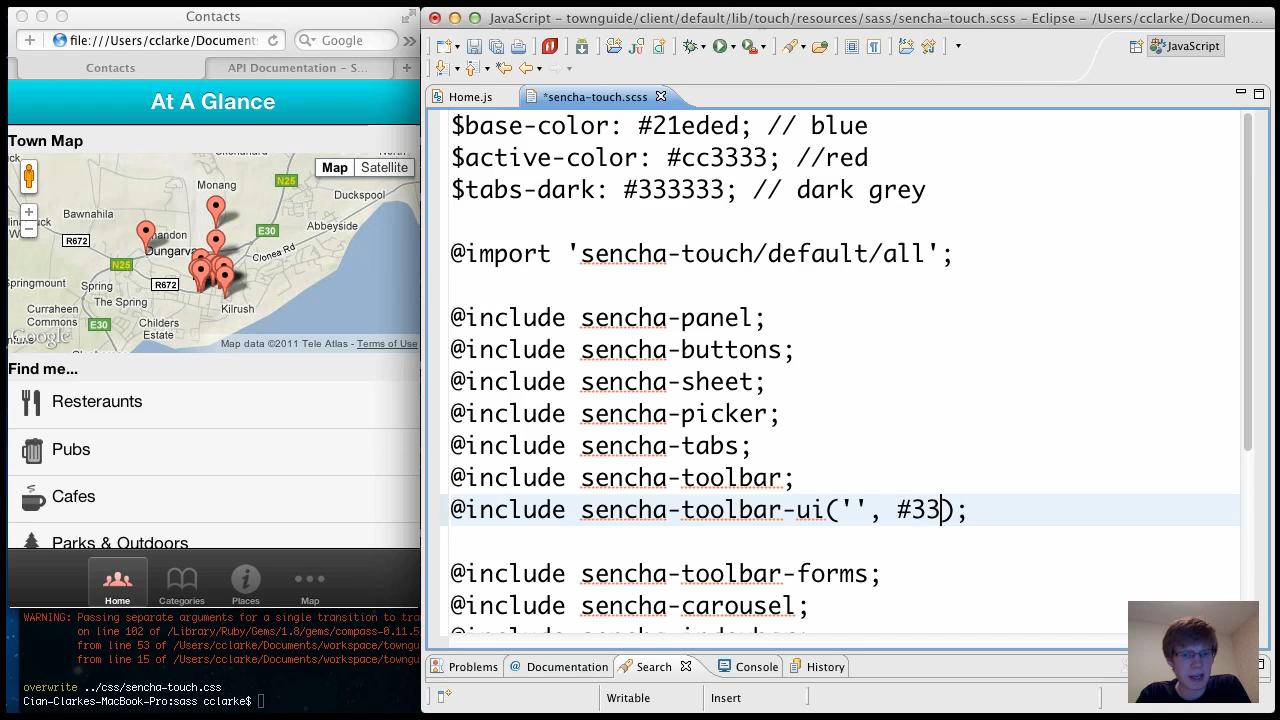 Contacts
file:///Users/cclarke/Document:
Google
Contacts
API Documentation – S...
At A Glance
Town Map
Map
Satellite
N25
Monang
Duckspool
Bawnahila
E30
Abbeyside
R672
Dungarva
Clonea Rd
N25
Springmount
The Spring
R672
Kilrush
Curraheen
Commons
Childers
Estate
E30
Google
Map data ©2011 Tele Atlas - Terms of Use
Find me...
Resteraunts
Pubs
Cafes
Parks & Outdoors
Home
Categories
Places
Map
WARNING: Passing separate arguments for a single transition to tra
on line 102 of /Library/Ruby/Gems/1.8/gems/compass-0.11.5
from line 53 of /Users/cclarke/Documents/workspace/towngu
from line 15 of /Users/cclarke/Documents/workspace/towngu
overwrite ../css/sencha-touch.css
Cian-Clarkes-MacBook-Pro:sass cclarke$
JavaScript – townguide/client/default/lib/touch/resources/sass/sencha-touch.scss – Eclipse – /Users/cclarke/Documen...
JavaScript
Home.js
*sencha-touch.scss
$base-color: #21eded; // blue
$active-color: #cc3333; //red
$tabs-dark: #333333; // dark grey
@import 'sencha-touch/default/all';
@include sencha-panel;
@include sencha-buttons;
@include sencha-sheet;
@include sencha-picker;
@include sencha-tabs;
@include sencha-toolbar;
@include sencha-toolbar-ui('', #33);
@include sencha-toolbar-forms;
@include sencha-carousel;
Problems
Documentation
Search
Console
History
Writable
Insert